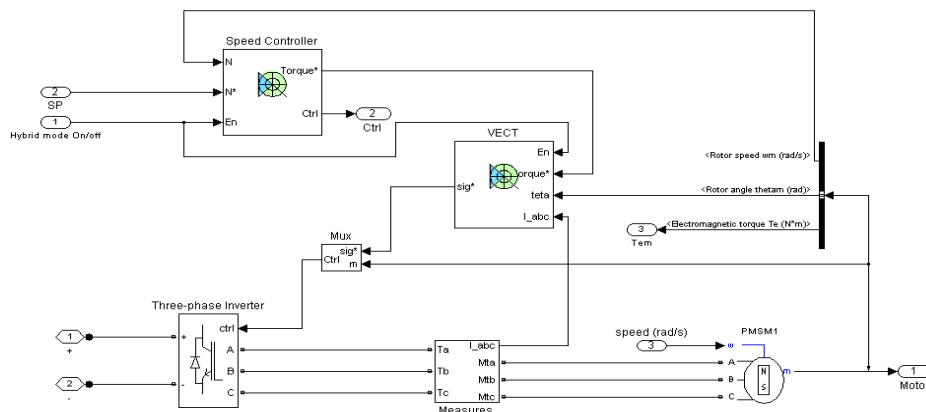 Speed Controller
N
Torque*
N*
2
SP
1
En
Ctrl
2
Ctrl
Hybrid mode On/off
VECT
En
orque*
sig*
teta
I_abc
<Rotor speed wm (rad/s)>
<Rotor angle thetam (rad)>
<Electromagnetic torque Te (N*m)>
3
Tem
Mux
sig*
Ctrl
m
Three-phase Inverter
ctrl
1
+
+
A
B
C
2
-
-
I_abc
Ta
Tb
Tc
Mta
Mtb
Mtc
Measures
speed (rad/s)
3
PMSM1
w
A
B
C
N
S
m
1
Moto